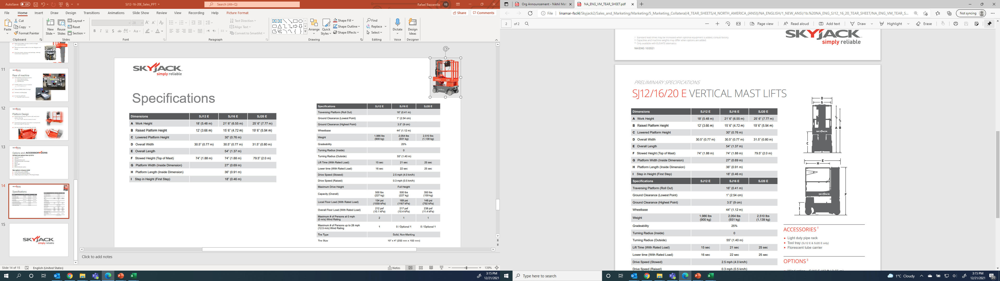 AutoSave Off
SJ12-16-20E_Sales_PPT
Search (Alt+Q)
Rafael Bazzarella RB
File Home Insert Draw Design Transitions Animations Slide Show Review View Recording Help Picture Format
Share Comments
Paste
Cut
Copy
Format Painter
Clipboard
New Slides
Reuse Slides
Layout
Reset
Section
Slides
28
Font
Text Direction
Align Text
Convert to SmartArt
Paragraph
Arrange
Quick Styles
Shape Fill
Shape Outline
Shape Effects
Drawing
Find
Replace
Select
Editing
Dictate
Voice
Design Ideas
Designer
11
Rear of machine
12
Platform Design
13
Options and ACCESSORYZERS
14
Specifications
15
SKYJACK
simply reliable
SKYJACK
simply reliable
Specifications
Dimensions SJ12 E SJ16 E SJ20 E
A Work Height 18' (5.48 m) 21' 6" (6.55 m) 25' 6" (7.77 m)
B Raised Platform Height 12' (3.66 m) 15' 6" (4.72 m) 19' 6" (5.94 m)
C Lowered Platform Height 30" (0.76 m)
D Overall Width 30.5" (0.77 m) 30.5" (0.77 m) 31.5" (0.80 m)
E Overall Length 54" (1.37 m)
F Stowed Height (Top of Mast) 74" (1.88 m) 74" (1.88 m) 79.5" (2.0 m)
G Platform Width (Inside Dimension) 27" (0.69 m)
H Platform Length (Inside Dimension) 36" (0.91 m)
I Step in Height (First Step) 18" (0.46 m)
Specifications SJ12 E SJ16 E SJ20 E
Traversing Platform (Roll Out) 16" (0.41 m)
Ground Clearance (Lowest Point) 1" (2.54 cm)
Ground Clearance (Highest Point) 3.5" (9 cm)
Wheelbase 44" (1.12 m)
Weight 1,986 lbs (900 kg) 2,054 lbs (931 kg) 2,510 lbs (1,139 kg)
Gradeability 25%
Turning Radius (Inside) 0
Turning Radius (Outside) 55" (1.40 m)
Lift Time (With Rated Load) 15 sec 21 sec 25 sec
Lower time (With Rated Load) 16 sec 22 sec 25 sec
Drive Speed (Stowed) 2.5 mph (4.0 km/h)
Drive Speed (Raised) 0.3 mph (0.5 km/h)
Maximum Drive Height Full Height
Capacity (Overall) 500 lbs (227 kg) 500 lbs (227 kg) 350 lbs (159 kg)
Local Floor Load (With Rated Load) 154 psi (1059 kPa) 169 psi (1167 kPa) 148 psi (792 kPa)
Overall Floor Load (With Rated Load) 212 psf (10.1 kPa) 217 psf (10.4 kPa) 238 psf (11.4 kPa)
Maximum # of Persons at 0 mph (0 m/s) Wind Rating 2 1 1
Maximum # of Persons up to 28 mph (12.5 m/s) Wind Rating 1 0 / Optional 1 0 / Optional 1
Tire Type Solid, Non-Marking
Tire Size 10" x 4" (252 mm x 102 mm)
Click to add notes
Slide 14 of 15 English (United States) Notes 139%
3:15 PM
12/21/2021
Org Announcement - Nikhil Mat
NA_ENG_VM_TEAR_SHEET.pdf
File linamar-fscl4/Skyjack2/Sales_and_Marketing/Marketing/5_Marketing_Collateral/4_TEAR_SHEETS/4_NORTH_AMERICA_(ANSI)/NA_ENGLISH/1_NEW_ANSI/1b.%20NA_ENG_SJ12_16_20_TEAR_SHEET/NA_ENG_VM_TEAR_S...
Not syncing
2 of 2 Page view Read aloud Add text Draw Highlight Erase
† Standard lead times may be increased when optional equipment is added, consult factory.
‡ Capacities and machine weights may differ when options are added.
* Only available with ELEVATE telematics
NA/ENG 10/2021
SKYJACK
simply reliable
PRELIMINARY SPECIFICATIONS
SJ12/16/20 E VERTICAL MAST LIFTS
Dimensions SJ12 E SJ16 E SJ20 E
A Work Height 18' (5.48 m) 21' 6" (6.55 m) 25' 6" (7.77 m)
B Raised Platform Height 12' (3.66 m) 15' 6" (4.72 m) 19' 6" (5.94 m)
C Lowered Platform Height 30" (0.76 m)
D Overall Width 30.5" (0.77 m) 30.5" (0.77 m) 31.5" (0.80 m)
E Overall Length 54" (1.37 m)
F Stowed Height (Top of Mast) 74" (1.88 m) 74" (1.88 m) 79.5" (2.0 m)
G Platform Width (Inside Dimension) 27" (0.69 m)
H Platform Length (Inside Dimension) 36" (0.91 m)
I Step in Height (First Step) 18" (0.46 m)
Specifications SJ12 E SJ16 E SJ20 E
Traversing Platform (Roll Out) 16" (0.41 m)
Ground Clearance (Lowest Point) 1" (2.54 cm)
Ground Clearance (Highest Point) 3.5" (9 cm)
Wheelbase 44" (1.12 m)
Weight 1,986 lbs (900 kg) 2,054 lbs (931 kg) 2,510 lbs (1,139 kg)
Gradeability 25%
Turning Radius (Inside) 0
Turning Radius (Outside) 55" (1.40 m)
Lift Time (With Rated Load) 15 sec 21 sec 25 sec
Lower time (With Rated Load) 16 sec 22 sec 25 sec
Drive Speed (Stowed) 2.5 mph (4.0 km/h)
Drive Speed (Raised) 0.3 mph (0.5 km/h)
D
G
A B
C
SKYJACK
E
H
F
SKYJACK
I
ACCESSORIES †
Light duty pipe rack
Tool tray (SJ12 E & SJ20 E only)
Florescent tube carrier
OPTIONS ‡
Type here to search
1°C Cloudy
3:15 PM
12/21/2021
20